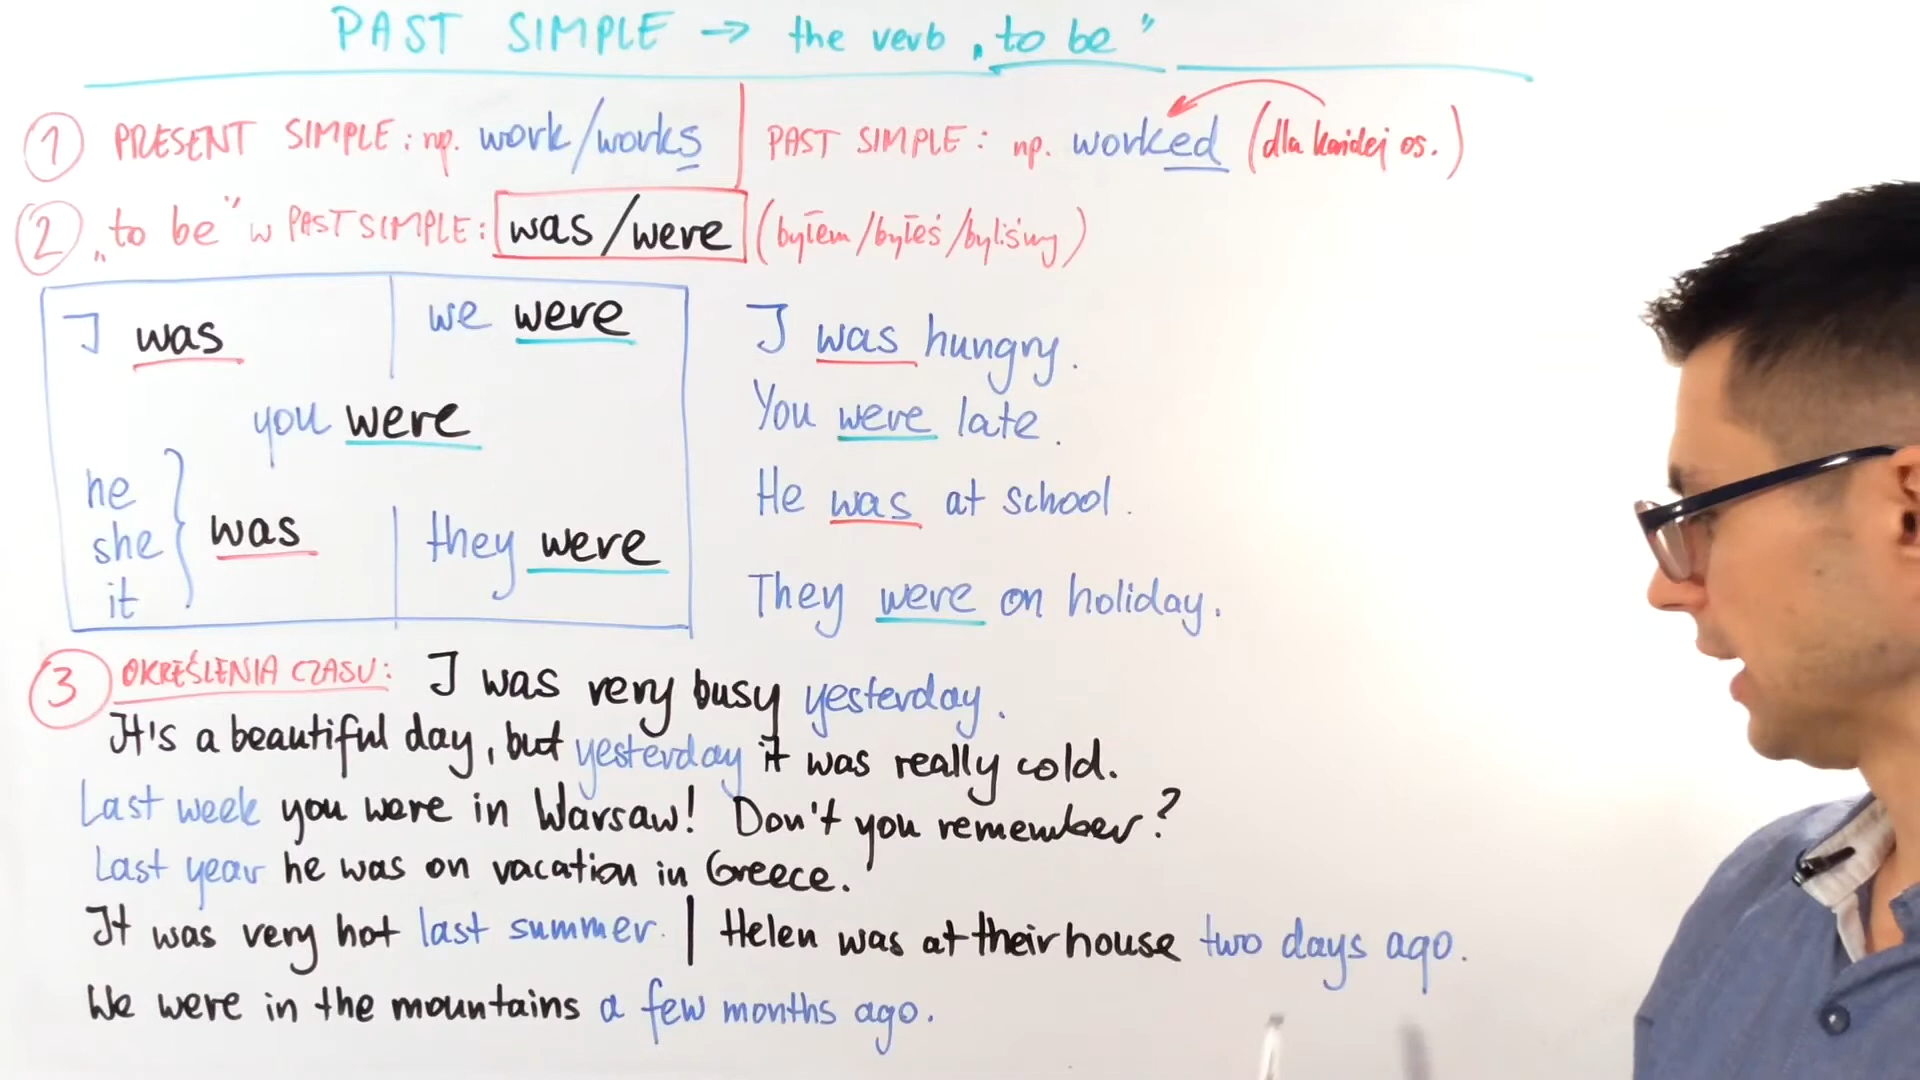 PAST SIMPLE → the verb „to be”
1 PRESENT SIMPLE: np. work/works | PAST SIMPLE: np. worked (dla każdej os.)
2 „to be” w PAST SIMPLE: was/were (byłem/byłeś/byliśmy)
I was
we were
you were
he
she
it
was
they were
I was hungry.
You were late.
He was at school.
They were on holiday.
3 OKREŚLENIA CZASU: I was very busy yesterday.
It's a beautiful day, but yesterday it was really cold.
Last week you were in Warsaw! Don't you remember?
Last year he was on vacation in Greece.
It was very hot last summer. | Helen was at their house two days ago.
We were in the mountains a few months ago.